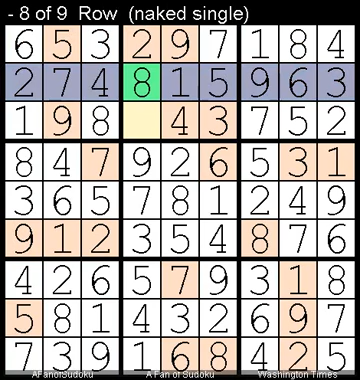 - 8 of 9 Row (naked single)
6 5 3 2 9 7 1 8 4
2 7 4 8 1 5 9 6 3
1 9 8 4 3 7 5 2
8 4 7 9 2 6 5 3 1
3 6 5 7 8 1 2 4 9
9 1 2 3 5 4 8 7 6
4 2 6 5 7 9 3 1 8
5 8 1 4 3 2 6 9 7
7 3 9 1 6 8 4 2 5
AFanofSudoku A Fan of Sudoku Washington Times